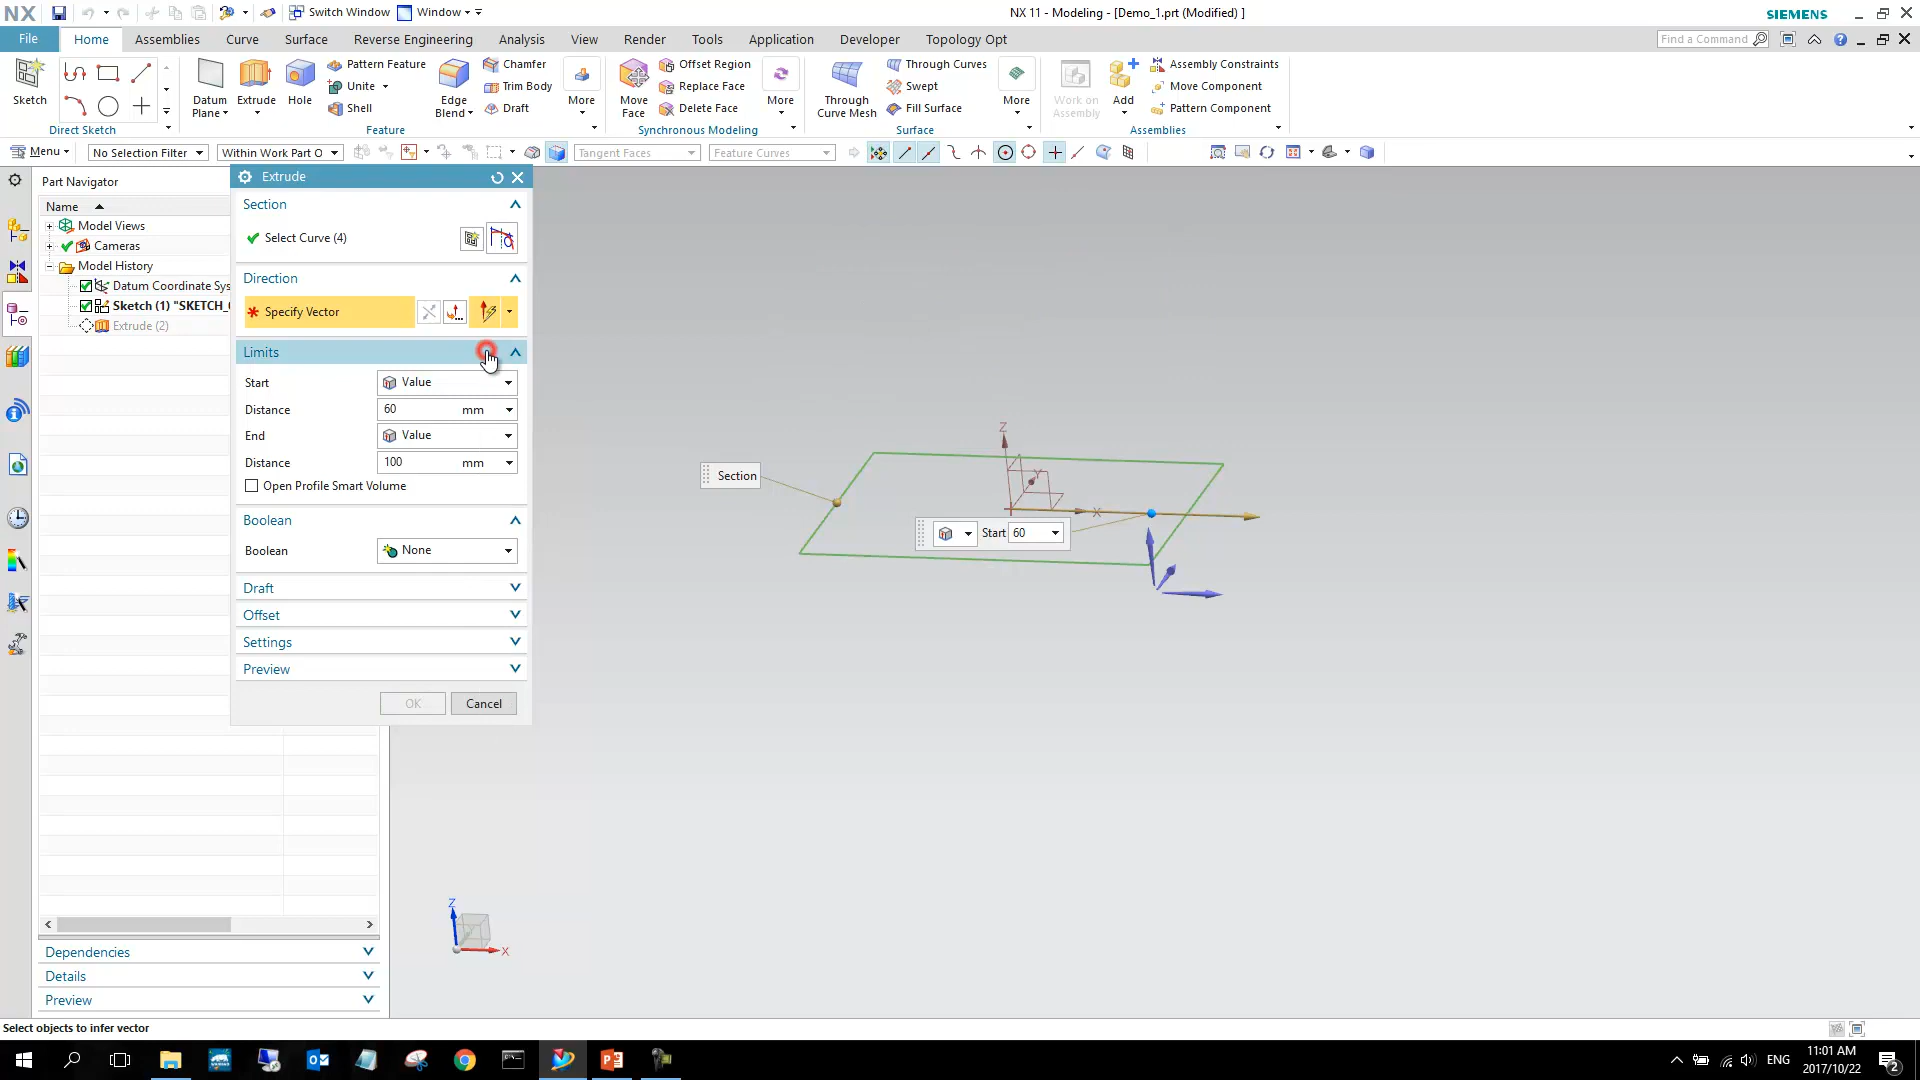 NX Switch Window Window NX 11 - Modeling - [Demo_1.prt (Modified) ] SIEMENS
File Home Assemblies Curve Surface Reverse Engineering Analysis View Render Tools Application Developer Topology Opt Find a Command
Sketch
Direct Sketch
Datum Plane
Extrude
Hole
Pattern Feature
Unite
Shell
Edge Blend
Chamfer
Trim Body
Draft
More
Feature
Move Face
Offset Region
Replace Face
Delete Face
More
Synchronous Modeling
Through Curve Mesh
Through Curves
Swept
Fill Surface
More
Surface
Work on Assembly
Add
Assembly Constraints
Move Component
Pattern Component
Assemblies
Menu No Selection Filter Within Work Part O Tangent Faces Feature Curves
Part Navigator
Name
Model Views
Cameras
Model History
Datum Coordinate Sys
Sketch (1) "SKETCH_
Extrude (2)
Extrude
Section
Select Curve (4)
Direction
* Specify Vector
Limits
Start Value
Distance 60 mm
End Value
Distance 100 mm
Open Profile Smart Volume
Boolean
Boolean None
Draft
Offset
Settings
Preview
OK Cancel
Section
Z
Y
X
Start 60
Z
X
Dependencies
Details
Preview
Select objects to infer vector
ENG
11:01 AM
2017/10/22
2